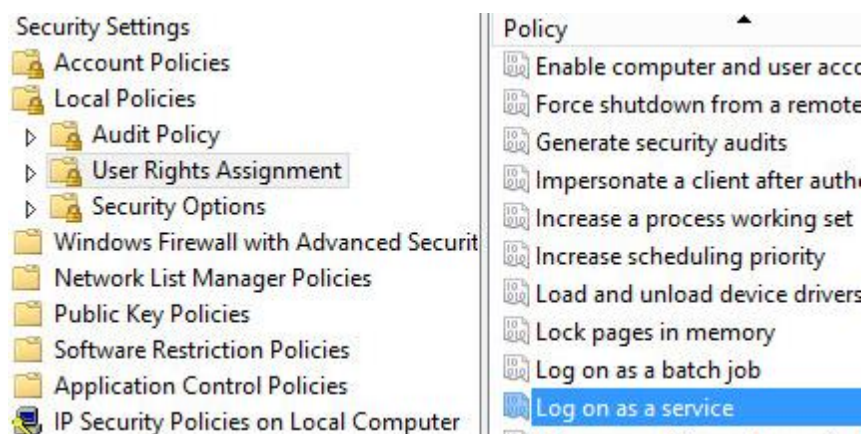 Security Settings
Account Policies
Local Policies
Audit Policy
User Rights Assignment
Security Options
Windows Firewall with Advanced Securit
Network List Manager Policies
Public Key Policies
Software Restriction Policies
Application Control Policies
IP Security Policies on Local Computer
Policy
Enable computer and user acco
Force shutdown from a remote
Generate security audits
Impersonate a client after authe
Increase a process working set
Increase scheduling priority
Load and unload device drivers
Lock pages in memory
Log on as a batch job
Log on as a service